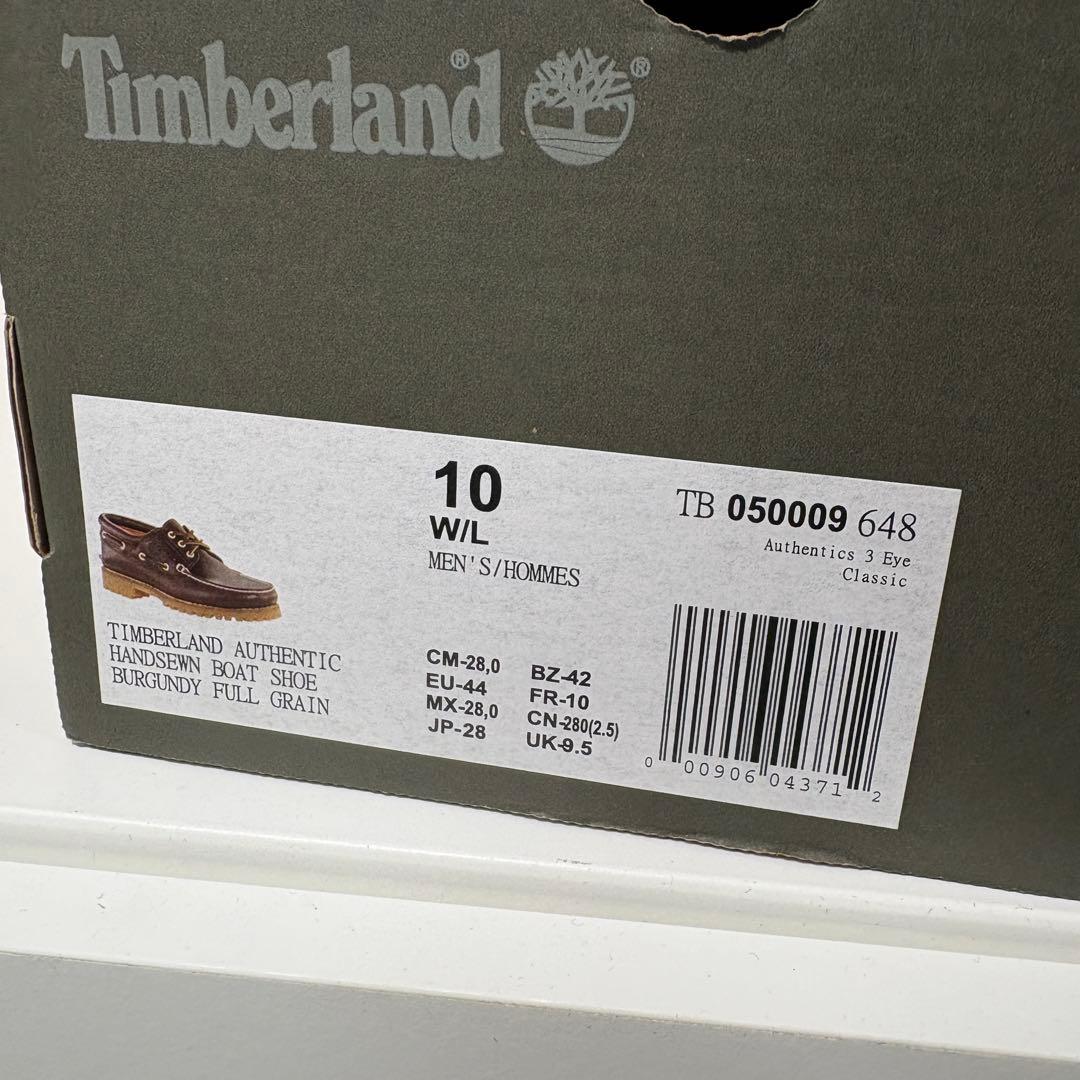 Timberland® ®
10
W/L
MEN'S/HOMMES
TB 050009 648
Authentics 3 Eye
Classic
TIMBERLAND AUTHENTIC
HANDSEWN BOAT SHOE
BURGUNDY FULL GRAIN
CM-28,0 BZ-42
EU-44 FR-10
MX-28,0 CN-280(2.5)
JP-28 UK-9.5
0 00906 04371 2